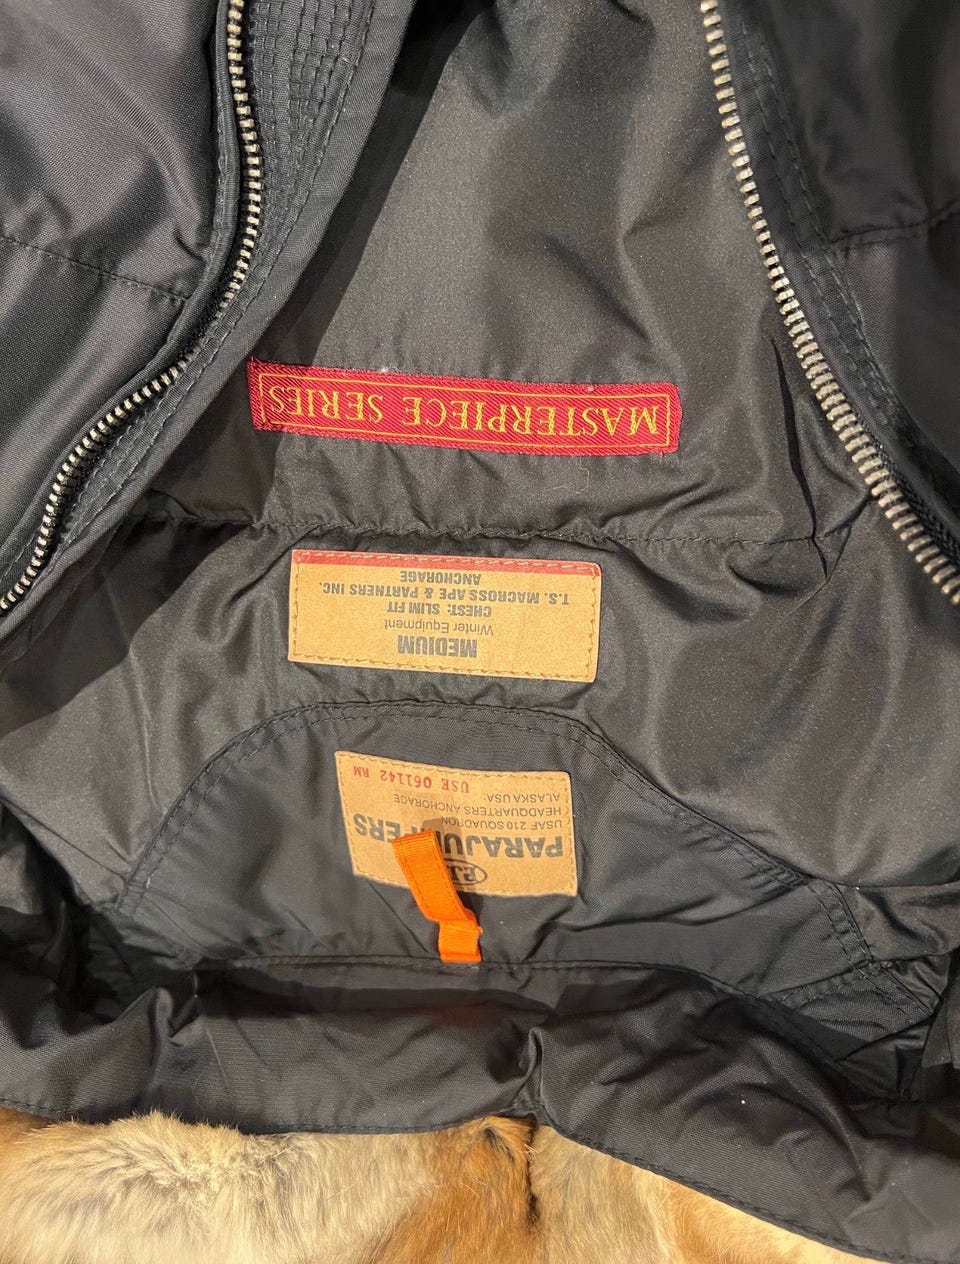 P.J.S
PARAJUMPERS
USAF 210 SQUADRON
HEADQUARTERS ANCHORAGE
ALASKA USA:
USE 061142 RM
MEDIUM
Winter Equipment
CHEST: SLIM FIT
T.S. MACROSS APE & PARTNERS INC.
ANCHORAGE
MASTERPIECE SERIES